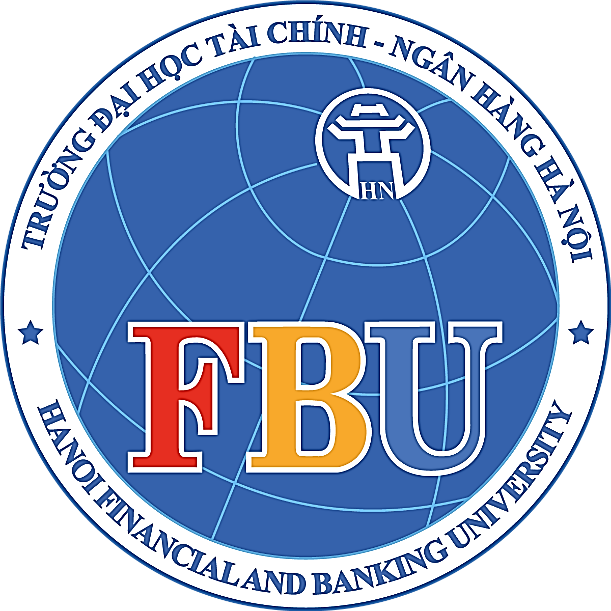 TRƯỜNG ĐẠI HỌC TÀI CHÍNH - NGÂN HÀNG HÀ NỘI
HN
FBU
HANOI FINANCIAL AND BANKING UNIVERSITY